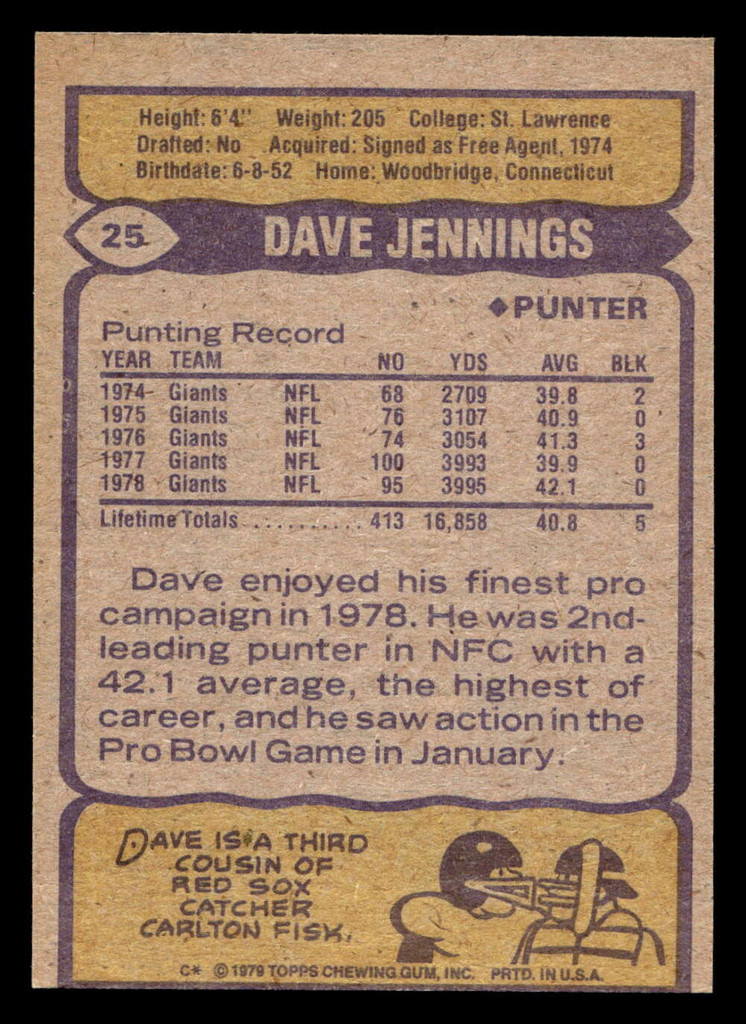 Height: 6'4" Weight: 205 College: St. Lawrence
Drafted: No Acquired: Signed as Free Agent, 1974
Birthdate: 6-8-52 Home: Woodbridge, Connecticut
25 DAVE JENNINGS
◆PUNTER
Punting Record
YEAR TEAM NO YDS AVG BLK
1974 Giants NFL 68 2709 39.8 2
1975 Giants NFL 76 3107 40.9 0
1976 Giants NFL 74 3054 41.3 3
1977 Giants NFL 100 3993 39.9 0
1978 Giants NFL 95 3995 42.1 0
Lifetime Totals .......... 413 16,858 40.8 5
Dave enjoyed his finest pro
campaign in 1978. He was 2nd-
leading punter in NFC with a
42.1 average, the highest of
career, and he saw action in the
Pro Bowl Game in January.
DAVE IS A THIRD
COUSIN OF
RED SOX
CATCHER
CARLTON FISK.
C* © 1979 TOPPS CHEWING GUM, INC. PRTD. IN U.S.A.